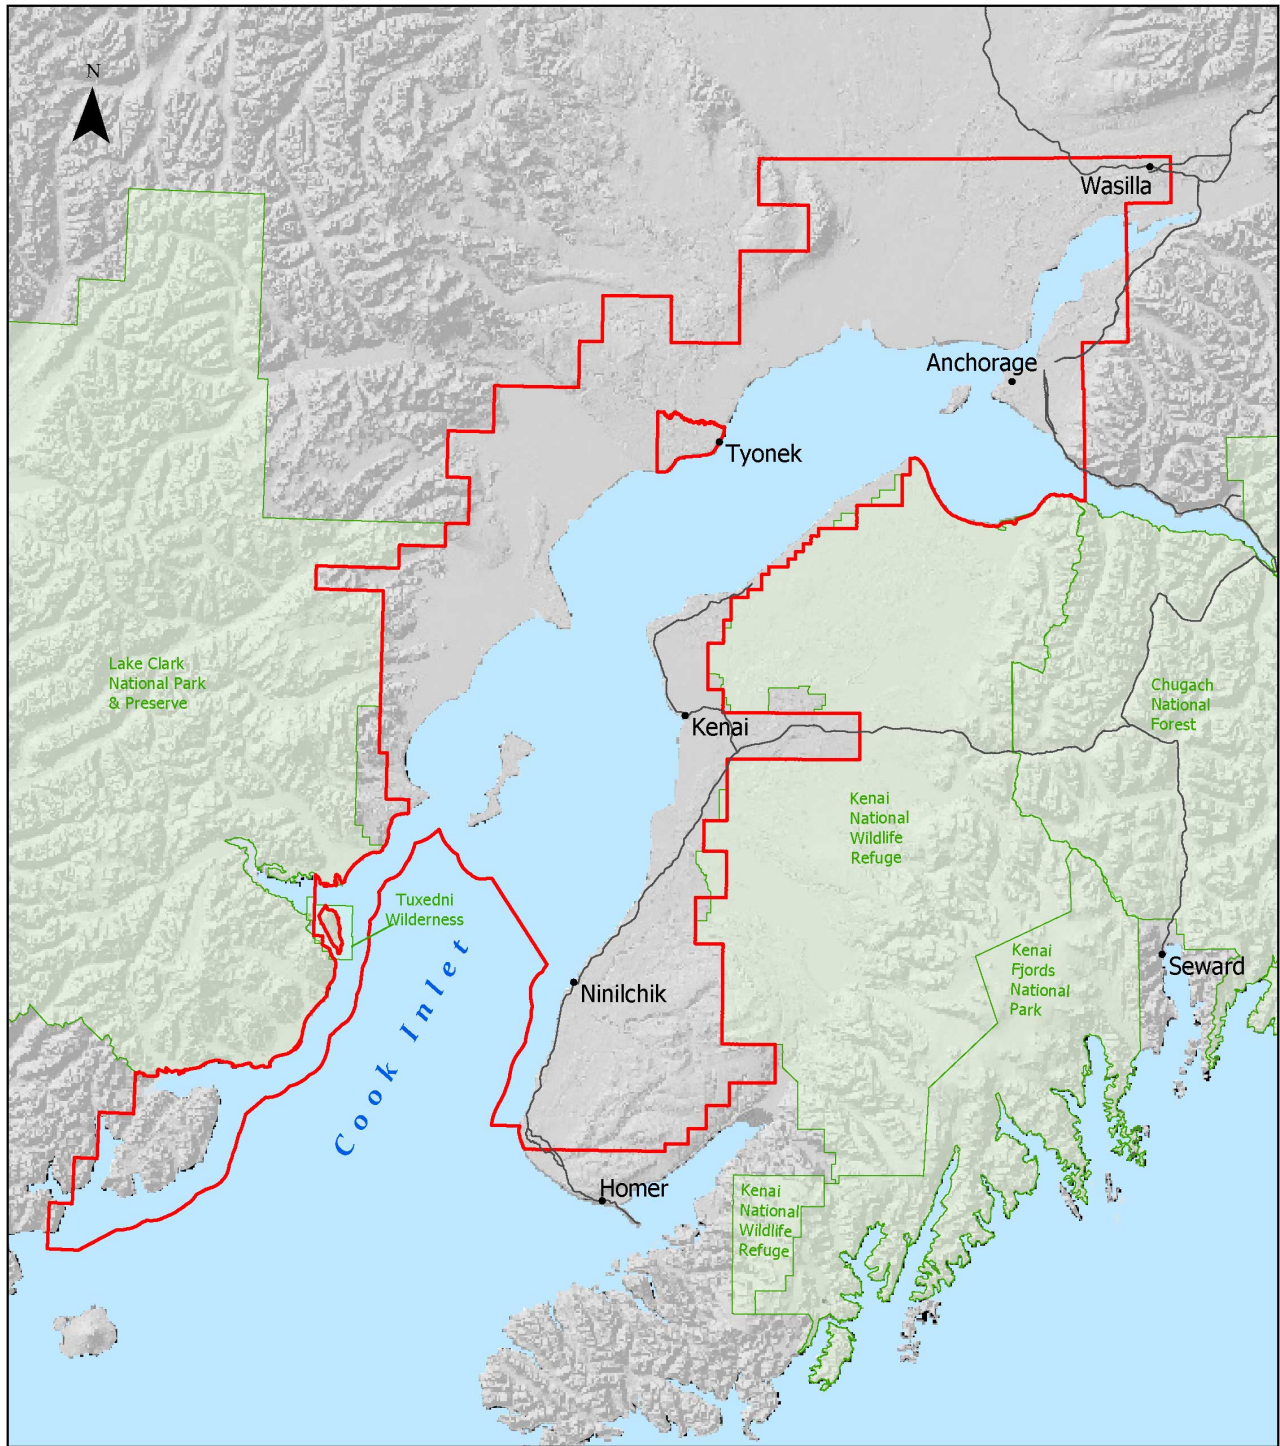 N
Wasilla
Anchorage
Tyonek
Lake Clark
National Park
& Preserve
Chugach
National
Forest
Kenai
Kenai
National
Wildlife
Refuge
Tuxedni
Wilderness
Cook Inlet
Kenai
Fjords
National
Park
Seward
Ninilchik
Homer
Kenai
National
Wildlife
Refuge